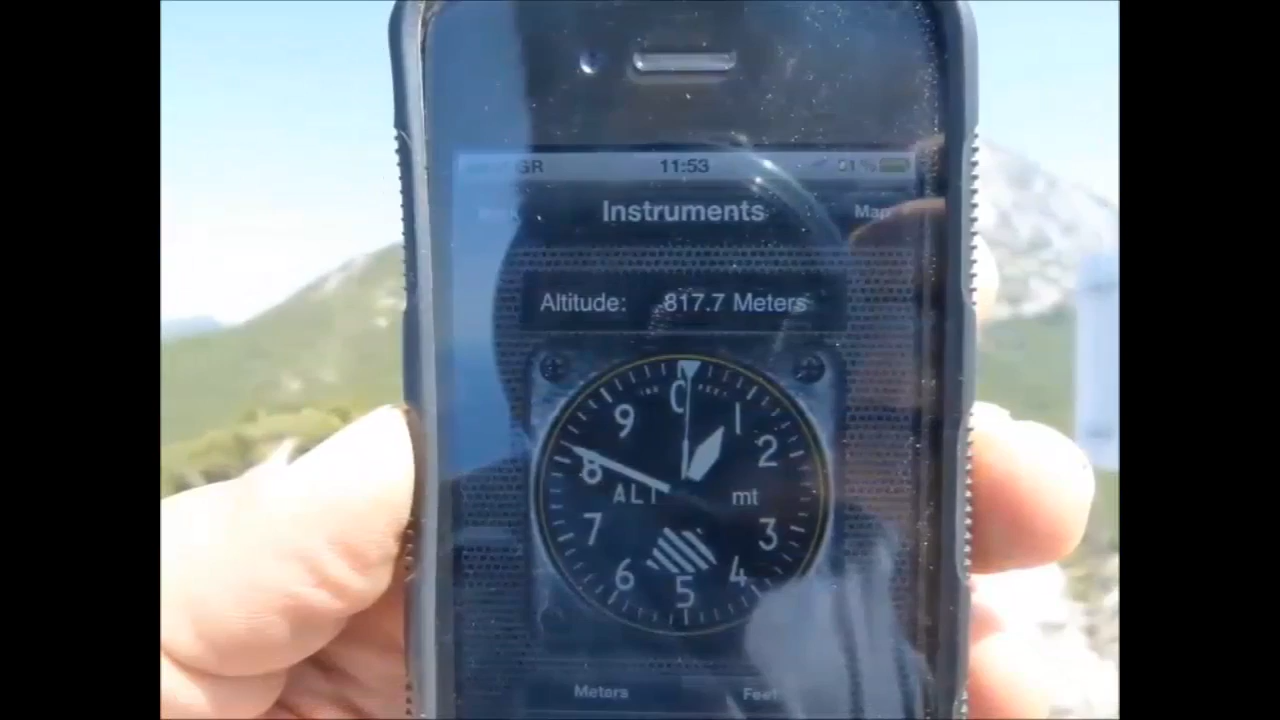 GR 11:53 91%
Instruments Map
Altitude: 817.7 Meters
0
9 1
8 2
ALT mt
7 3
6 4
5
Meters Feet